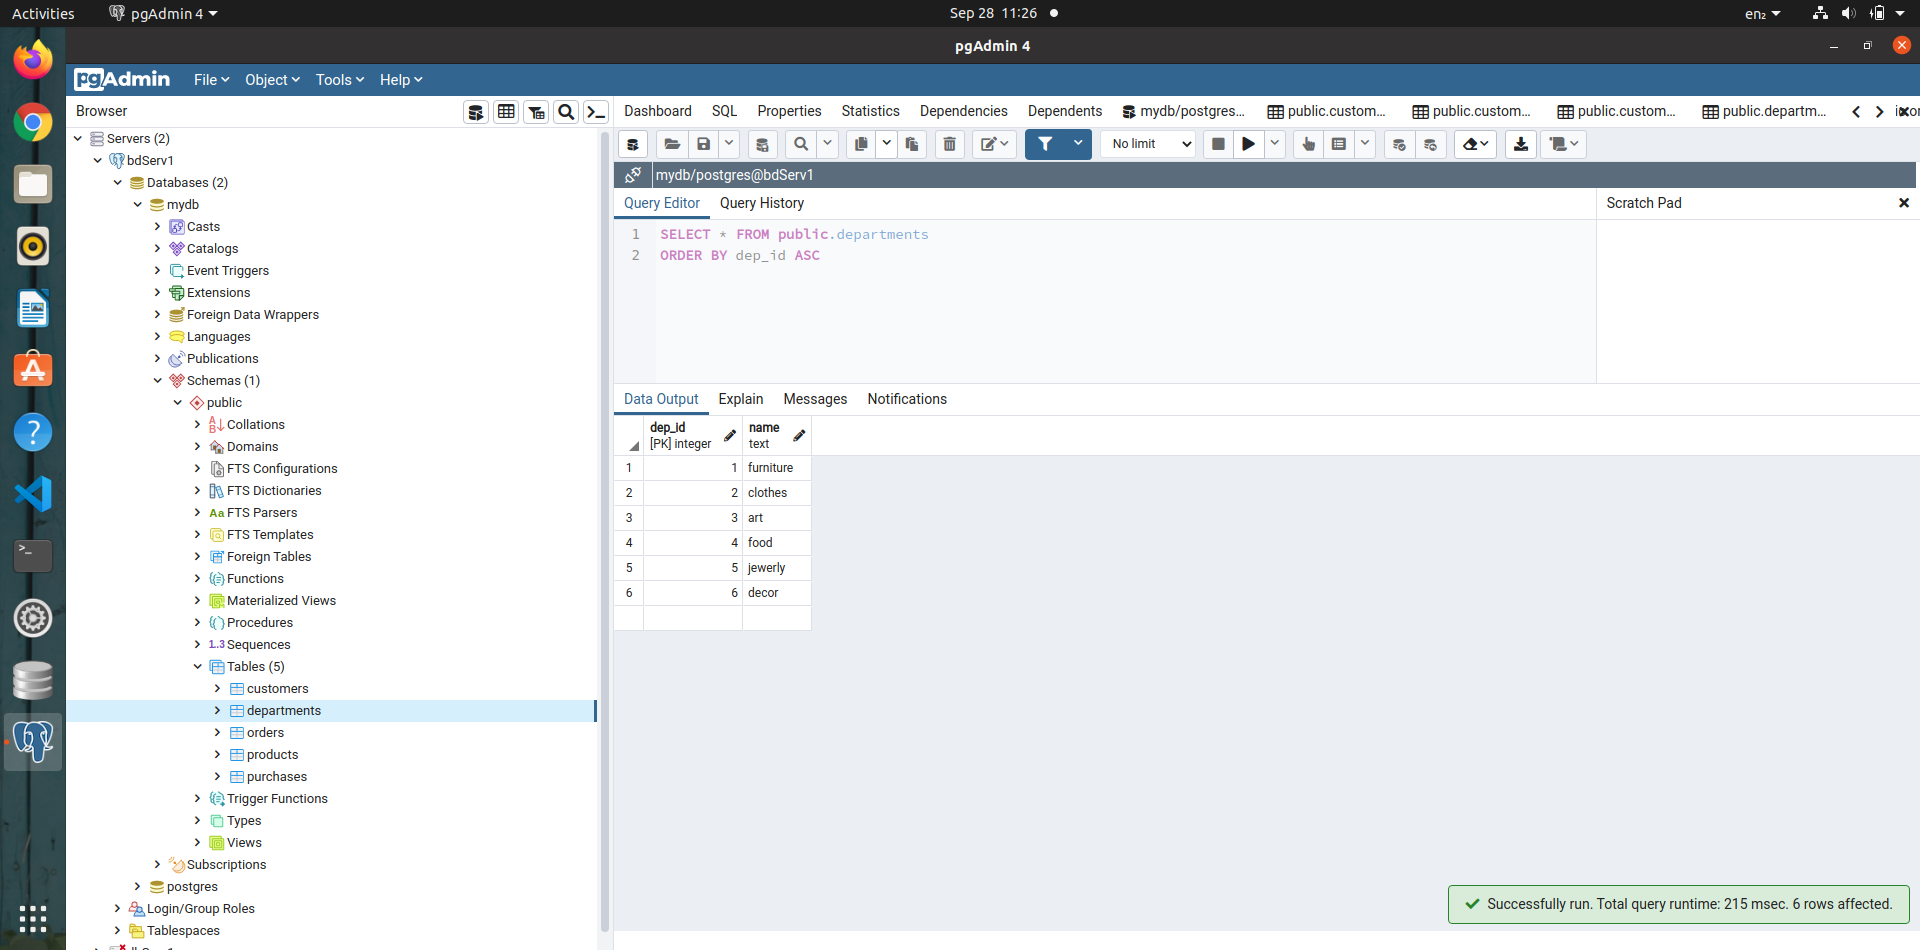 Activities
pgAdmin 4
Sep 28 11:26
en₂
pgAdmin 4
pgAdmin
File
Object
Tools
Help
Browser
Dashboard
SQL
Properties
Statistics
Dependencies
Dependents
mydb/postgres...
public.custom...
public.custom...
public.custom...
public.departm...
No limit
mydb/postgres@bdServ1
Query Editor
Query History
Scratch Pad
1 SELECT * FROM public.departments
2 ORDER BY dep_id ASC
Data Output
Explain
Messages
Notifications
dep_id
[PK] integer
name
text
1 1 furniture
2 2 clothes
3 3 art
4 4 food
5 5 jewerly
6 6 decor
Servers (2)
bdServ1
Databases (2)
mydb
Casts
Catalogs
Event Triggers
Extensions
Foreign Data Wrappers
Languages
Publications
Schemas (1)
public
Collations
Domains
FTS Configurations
FTS Dictionaries
Aa FTS Parsers
FTS Templates
Foreign Tables
Functions
Materialized Views
Procedures
1..3 Sequences
Tables (5)
customers
departments
orders
products
purchases
Trigger Functions
Types
Views
Subscriptions
postgres
Login/Group Roles
Tablespaces
Successfully run. Total query runtime: 215 msec. 6 rows affected.